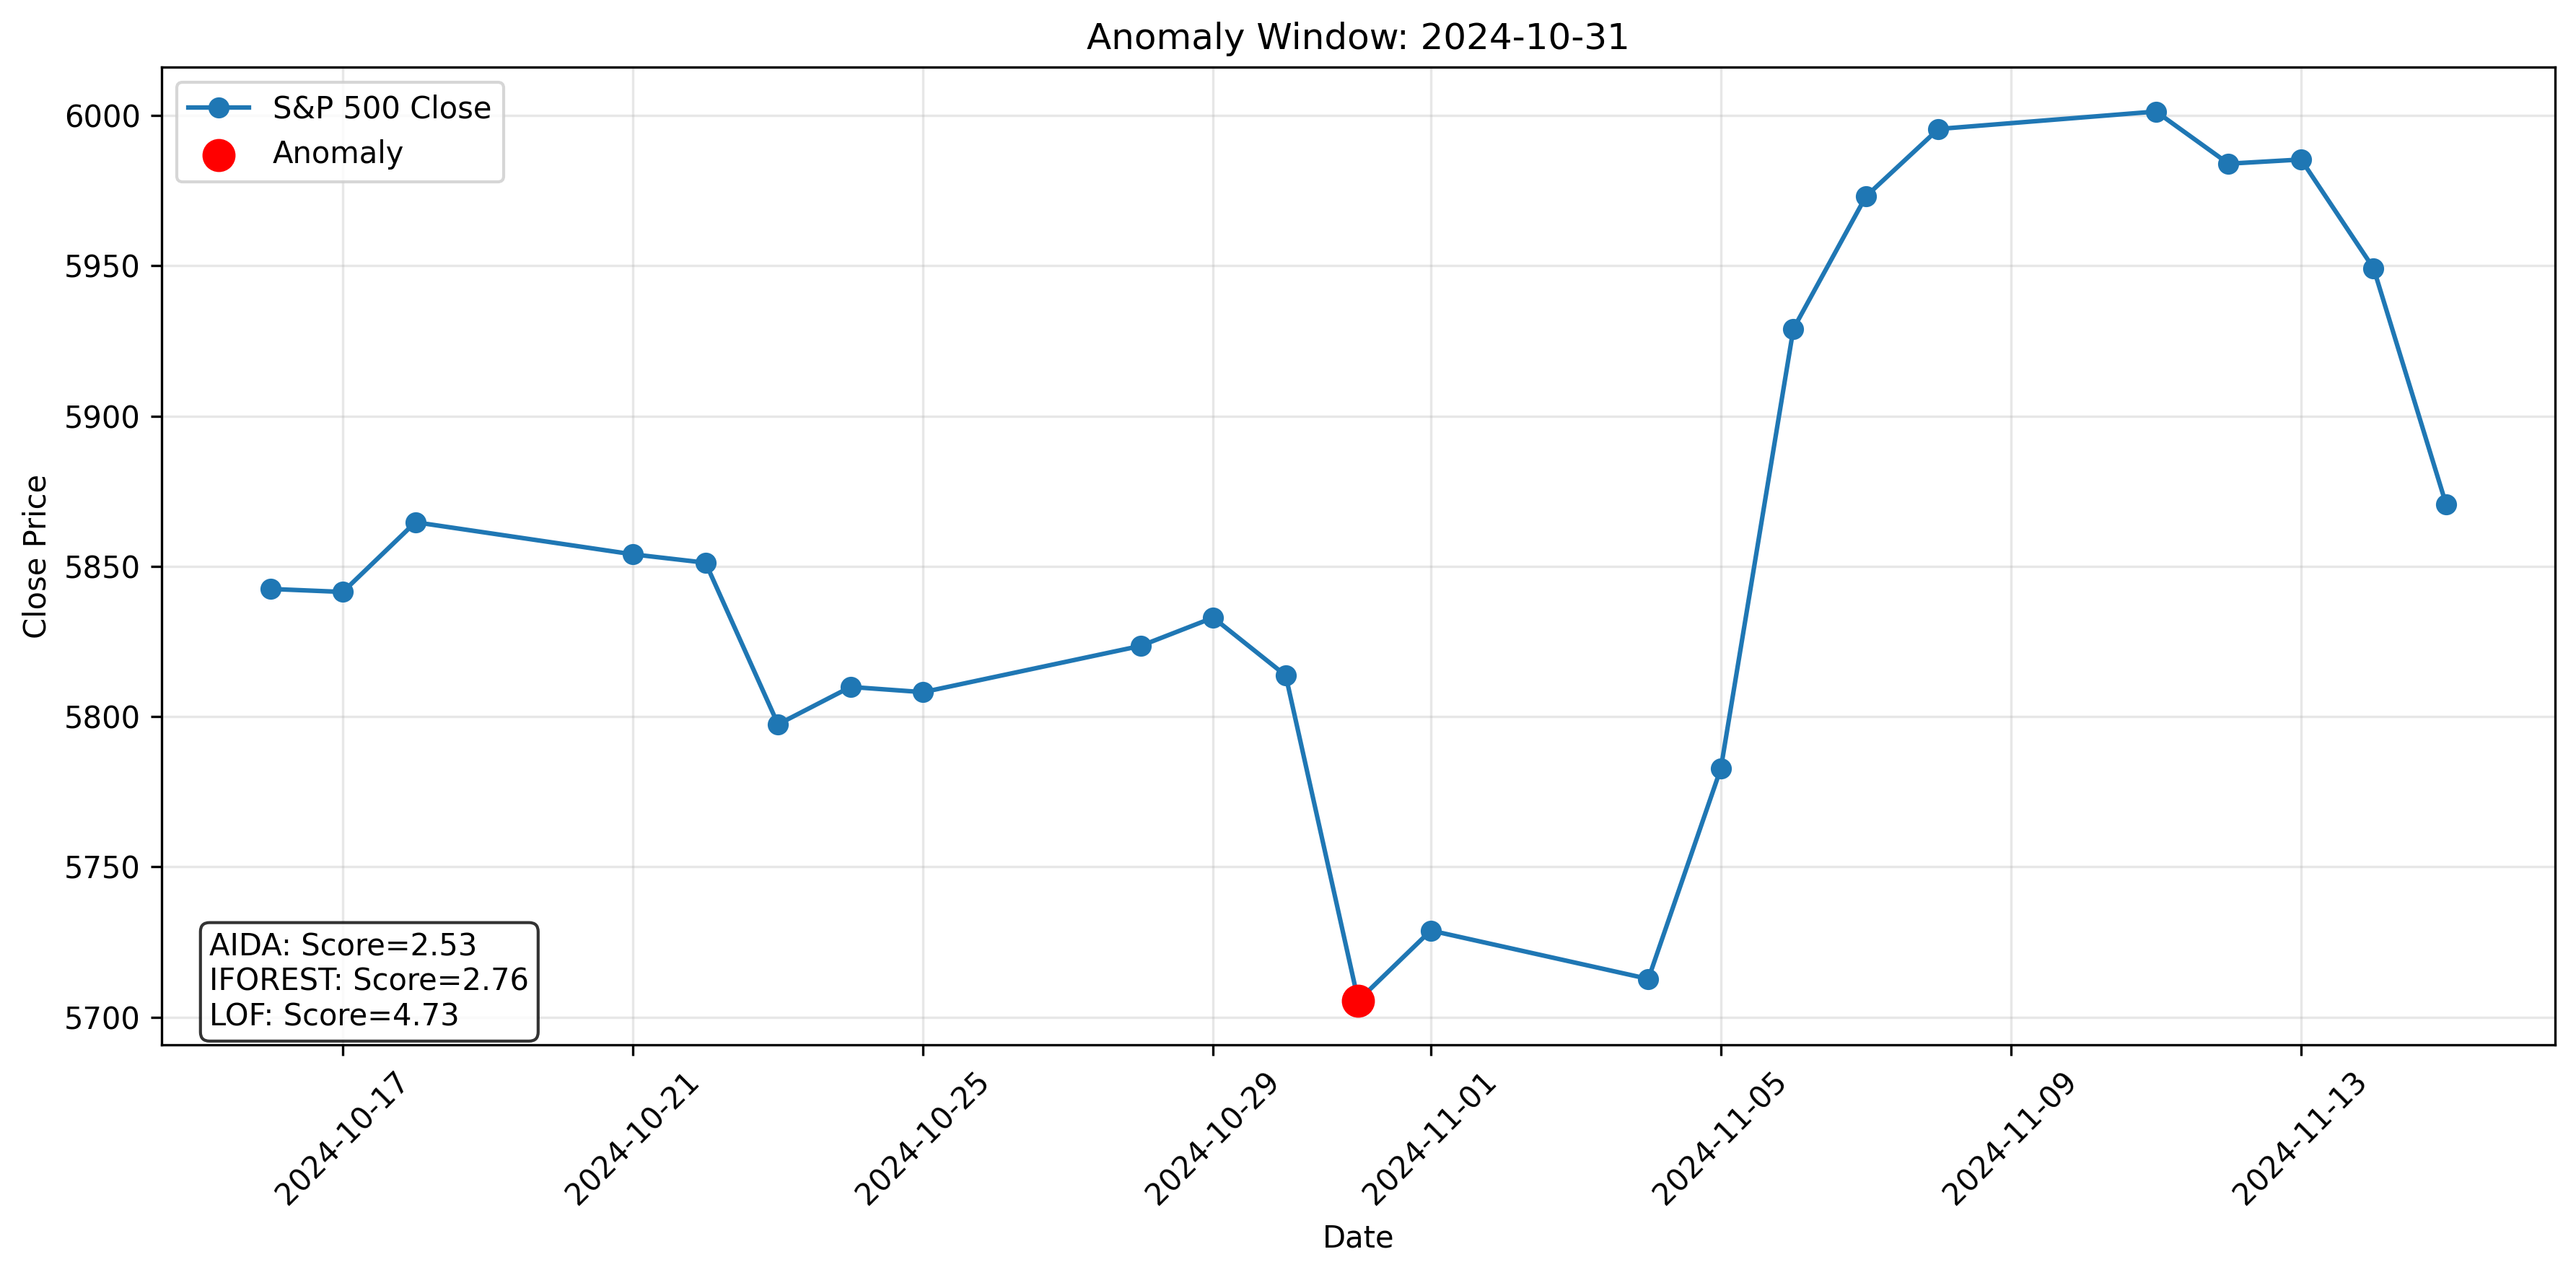 Anomaly Window: 2024-10-31
S&P 500 Close
Anomaly
6000
5950
5900
5850
5800
5750
5700
Close Price
AIDA: Score=2.53
IFOREST: Score=2.76
LOF: Score=4.73
2024-10-17
2024-10-21
2024-10-25
2024-10-29
2024-11-01
2024-11-05
2024-11-09
2024-11-13
Date